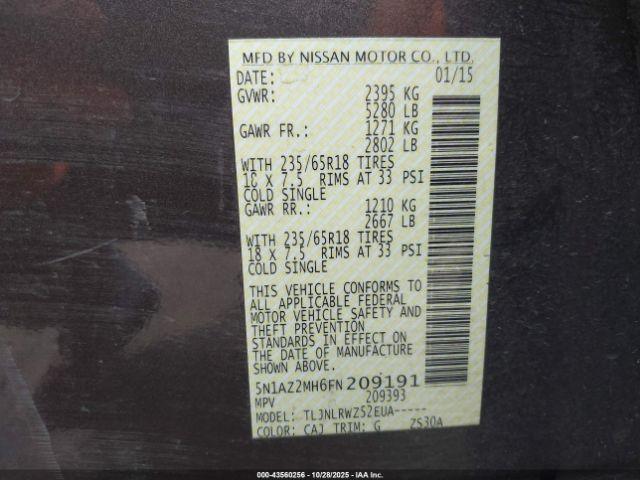 MFD BY NISSAN MOTOR CO., LTD.
DATE: 01/15
GVWR: 2395 KG
5280 LB
GAWR FR.: 1271 KG
2802 LB
WITH 235/65R18 TIRES
18 X 7.5 RIMS AT 33 PSI
COLD SINGLE
GAWR RR.: 1210 KG
2667 LB
WITH 235/65R18 TIRES
18 X 7.5 RIMS AT 33 PSI
COLD SINGLE
THIS VEHICLE CONFORMS TO
ALL APPLICABLE FEDERAL
MOTOR VEHICLE SAFETY AND
THEFT PREVENTION
STANDARDS IN EFFECT ON
THE DATE OF MANUFACTURE
SHOWN ABOVE.
5N1AZ2MH6FN209191
MPV 209393
MODEL: TLJNLRWZ52EUA-----
COLOR: CAJ TRIM: G Z530A
000-43560256 | 10/28/2025 | IAA Inc.